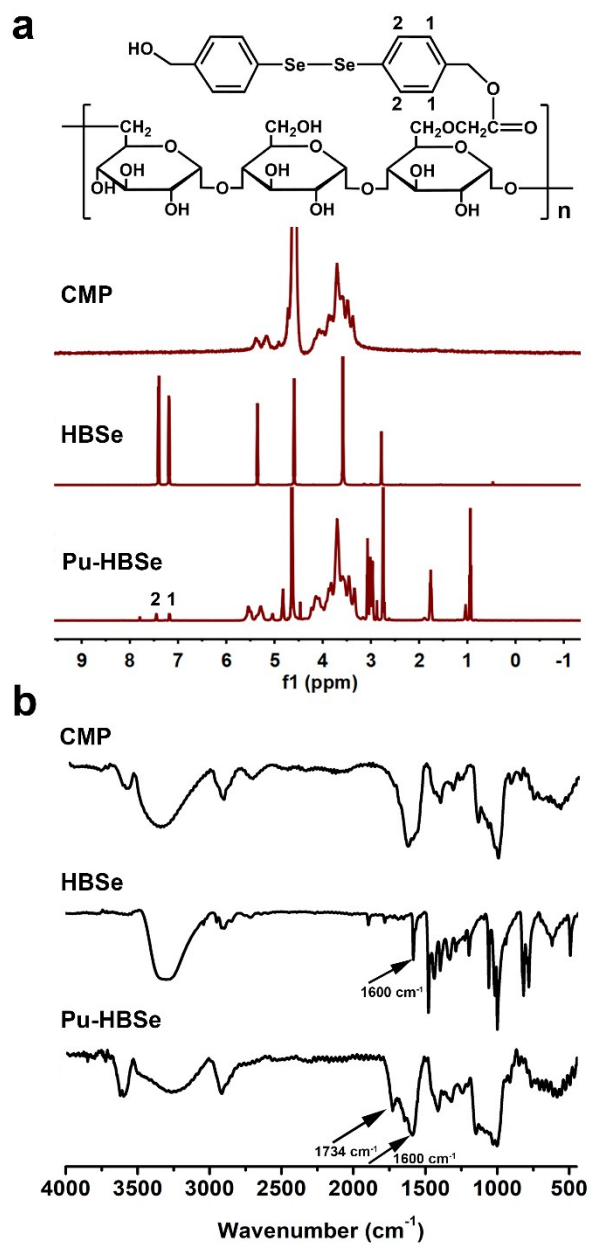 a
2 1
HO
Se Se
2 1
O
CH₂
CH₂OH
CH₂OCH₂C=O
O O O
OH OH
OH O O O
OH OH OH
n
CMP
HBSe
Pu-HBSe
2 1
9 8 7 6 5 4 3 2 1 0 -1
f1 (ppm)
b
CMP
HBSe
1600 cm⁻¹
Pu-HBSe
1734 cm⁻¹
1600 cm⁻¹
4000 3500 3000 2500 2000 1500 1000 500
Wavenumber (cm⁻¹)